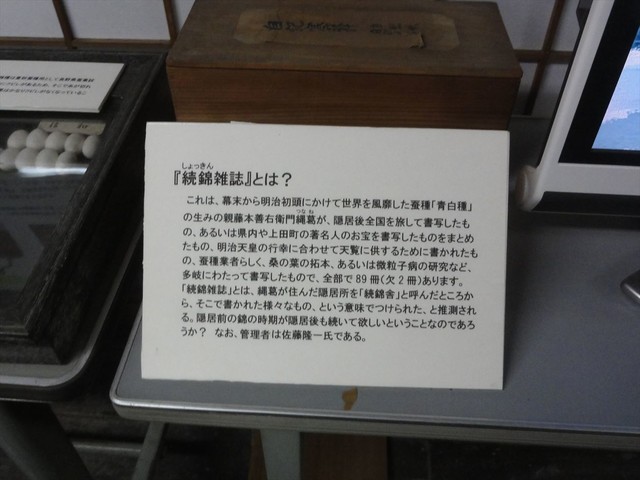 しょっきん
『続錦雑誌』とは？
これは、幕末から明治初頭にかけて世界を風靡した蚕種「青白種」
つなね
の生みの親藤本善右衛門縄葛が、隠居後全国を旅して書写したも
の、あるいは県内や上田町の著名人のお宝を書写したものをまとめ
たもの、明治天皇の行幸に合わせて天覧に供するために書かれたも
の、蚕種業者らしく、桑の葉の拓本、あるいは微粒子病の研究など、
多岐にわたって書写したもので、全部で89冊（欠2冊）あります。
「続錦雑誌」とは、縄葛が住んだ隠居所を「続錦舎」と呼んだところか
ら、そこで書かれた様々なもの、という意味でつけられた、と推測され
る。隠居前の錦の時期が隠居後も続いて欲しいということなのであろ
うか？ なお、管理者は佐藤隆一氏である。